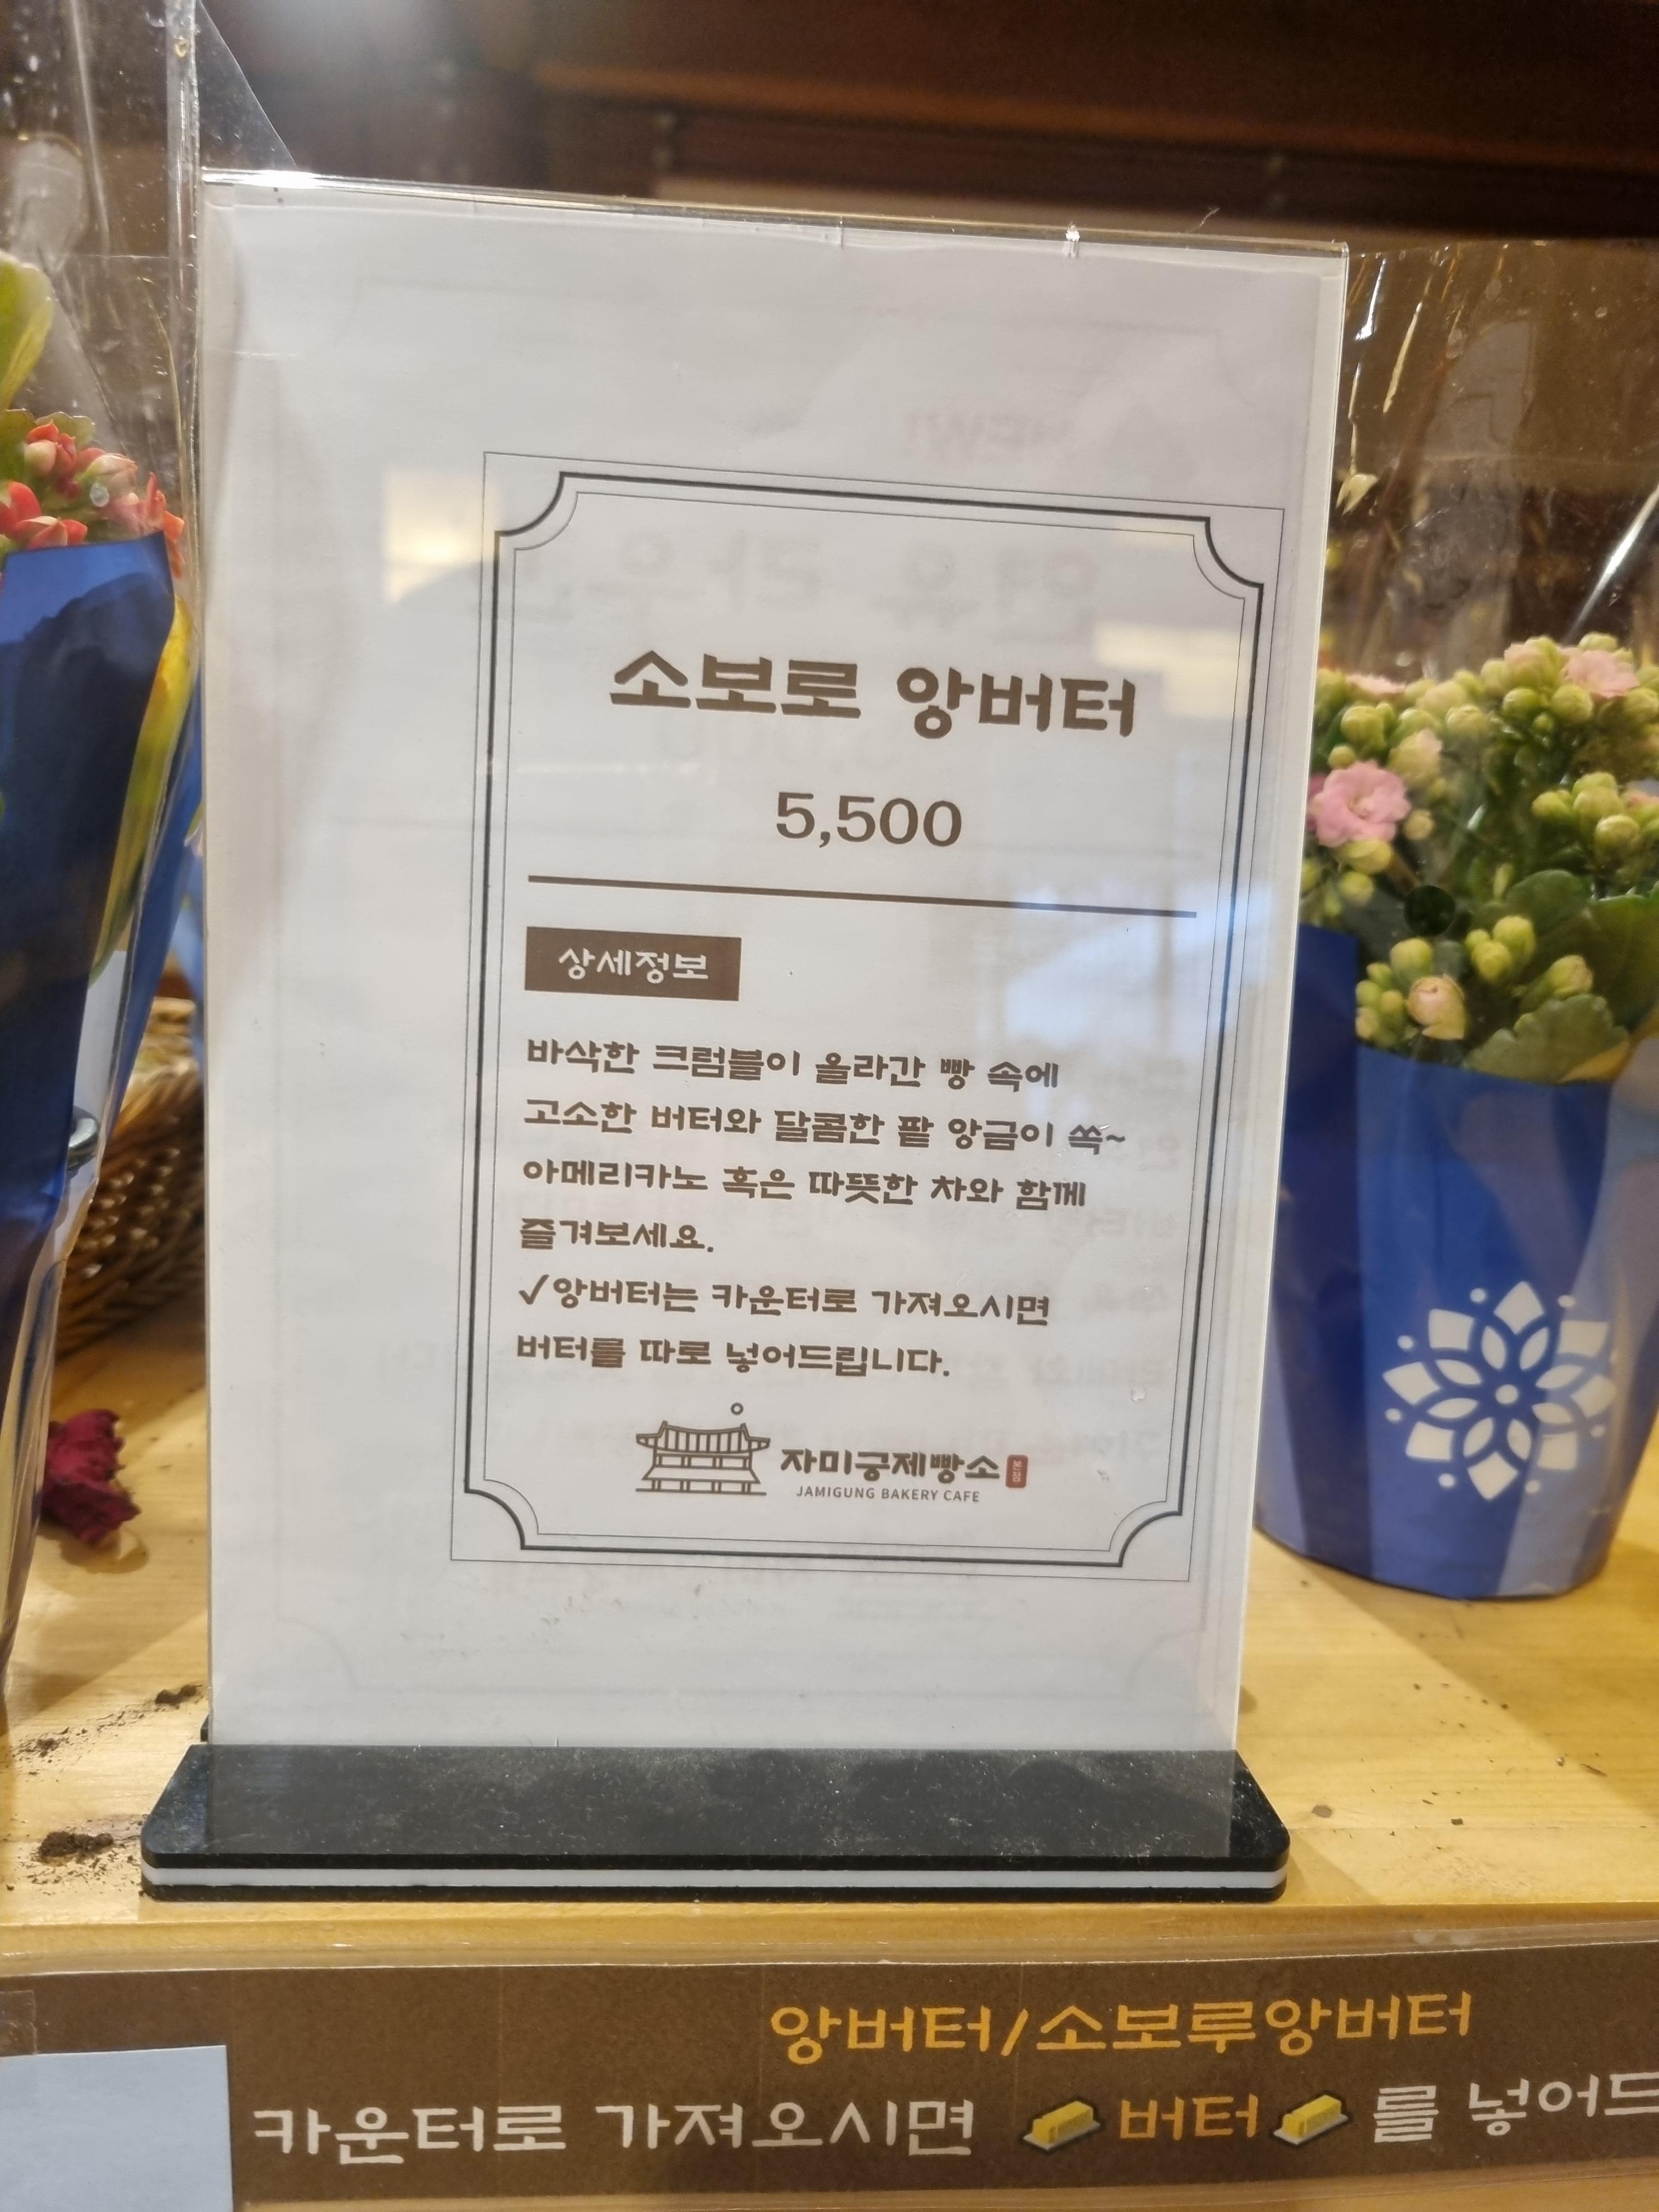 소보로 앙버터
5,500
상세정보
바삭한 크럼블이 올라간 빵 속에
고소한 버터와 달콤한 팥 앙금이 쏙~
아메리카노 혹은 따뜻한 차와 함께
즐겨보세요.
✓앙버터는 카운터로 가져오시면
버터를 따로 넣어드립니다.
자미궁제빵소 본점
JAMIGUNG BAKERY CAFE
앙버터/소보루앙버터
카운터로 가져오시면 버터를 넣어드